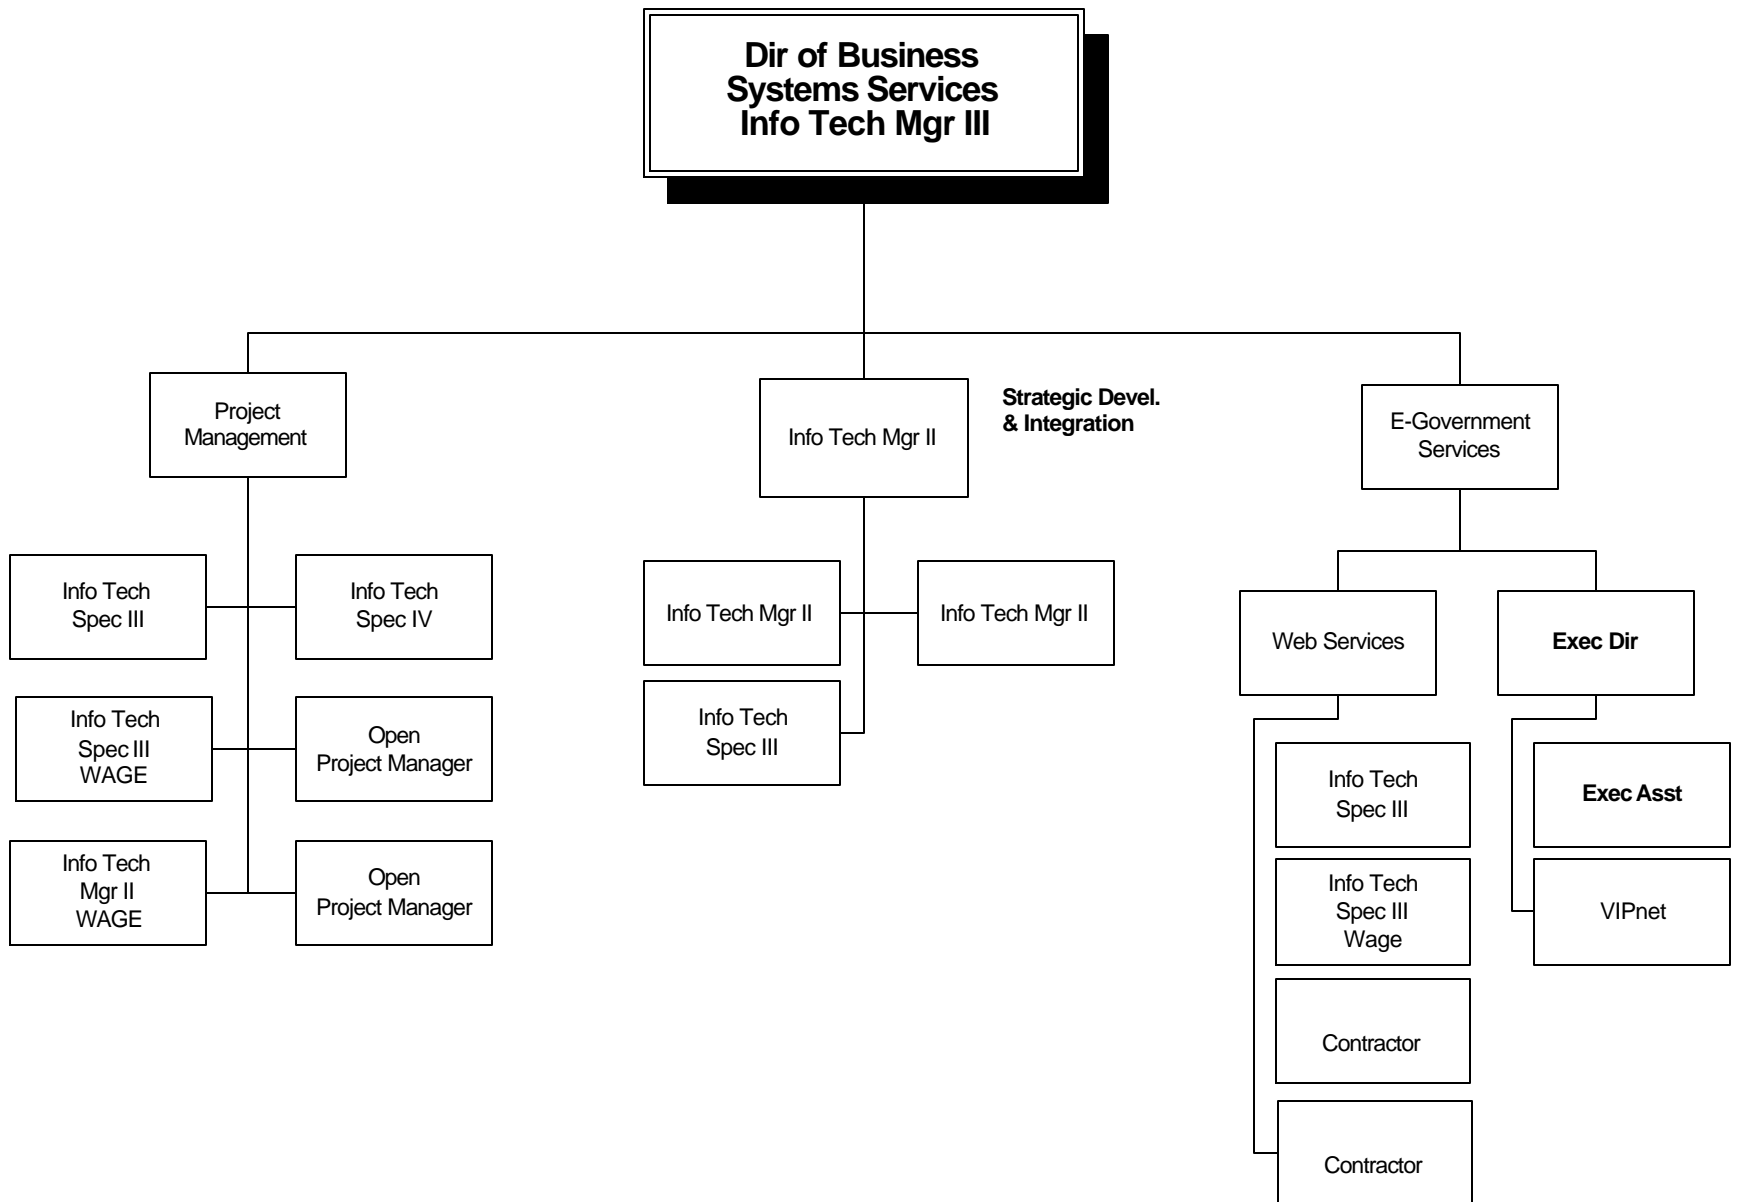 Dir of Business
Systems Services
Info Tech Mgr III
Project
Management
Info Tech Mgr II
Strategic Devel.
& Integration
E-Government
Services
Info Tech
Spec III
Info Tech
Spec IV
Info Tech
Spec III
WAGE
Open
Project Manager
Info Tech
Mgr II
WAGE
Open
Project Manager
Info Tech Mgr II
Info Tech Mgr II
Info Tech
Spec III
Web Services
Exec Dir
Info Tech
Spec III
Info Tech
Spec III
Wage
Contractor
Contractor
Exec Asst
VIPnet